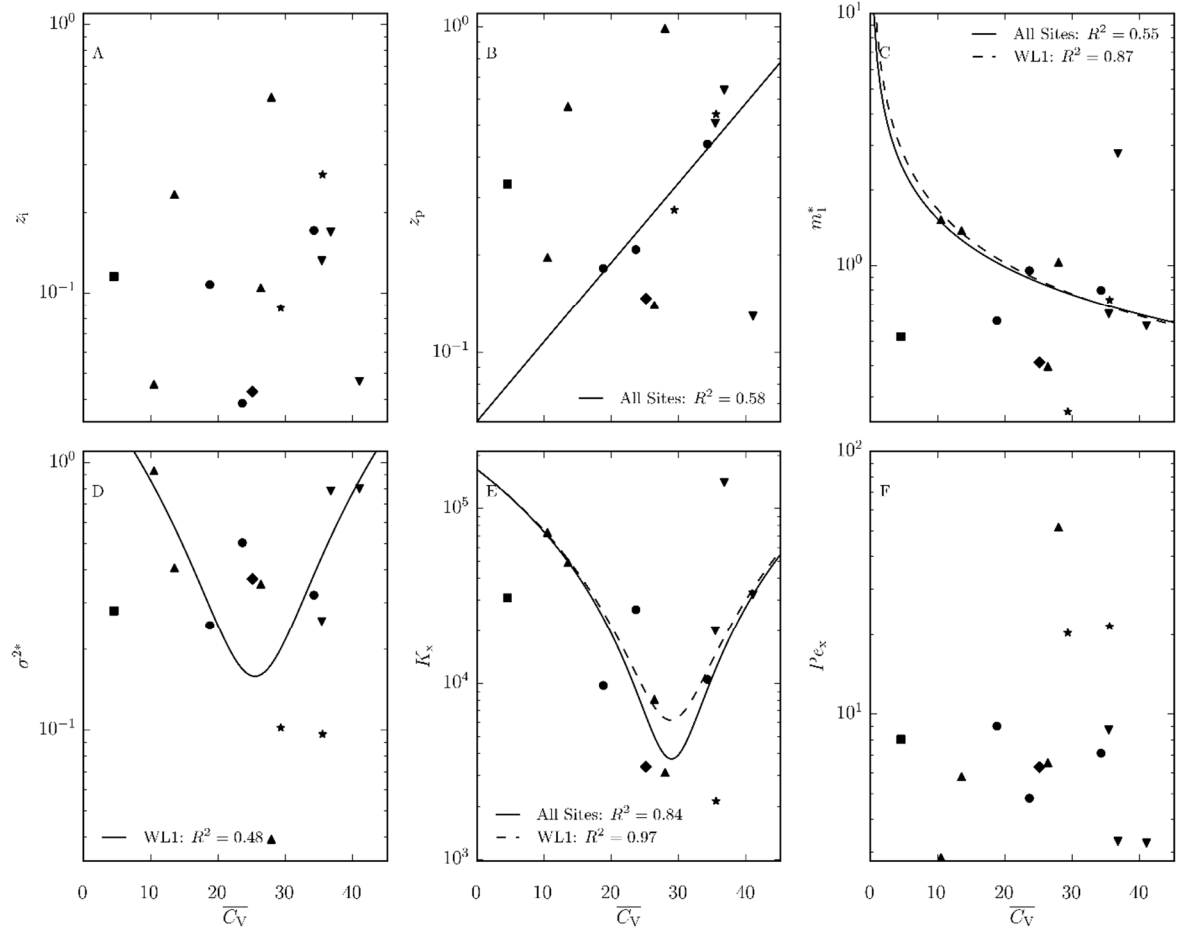 10^0
10^-1
z_i
A
10^0
10^-1
z_p
B
All Sites: R^2 = 0.58
10^1
10^0
m_1^*
C
All Sites: R^2 = 0.55
WL1: R^2 = 0.87
10^0
10^-1
σ^2*
D
WL1: R^2 = 0.48
0 10 20 30 40
C̅_V
10^5
10^4
10^3
K_x
E
All Sites: R^2 = 0.84
WL1: R^2 = 0.97
0 10 20 30 40
C̅_V
10^2
10^1
Pe_x
F
0 10 20 30 40
C̅_V